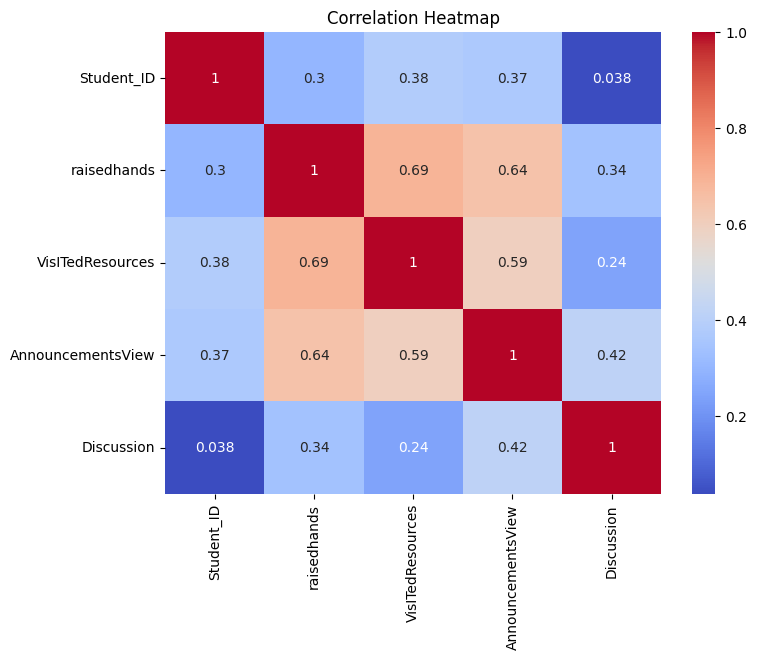 Correlation Heatmap
Student_ID 1 0.3 0.38 0.37 0.038
raisedhands 0.3 1 0.69 0.64 0.34
VisITedResources 0.38 0.69 1 0.59 0.24
AnnouncementsView 0.37 0.64 0.59 1 0.42
Discussion 0.038 0.34 0.24 0.42 1
Student_ID
raisedhands
VisITedResources
AnnouncementsView
Discussion
1.0
0.8
0.6
0.4
0.2